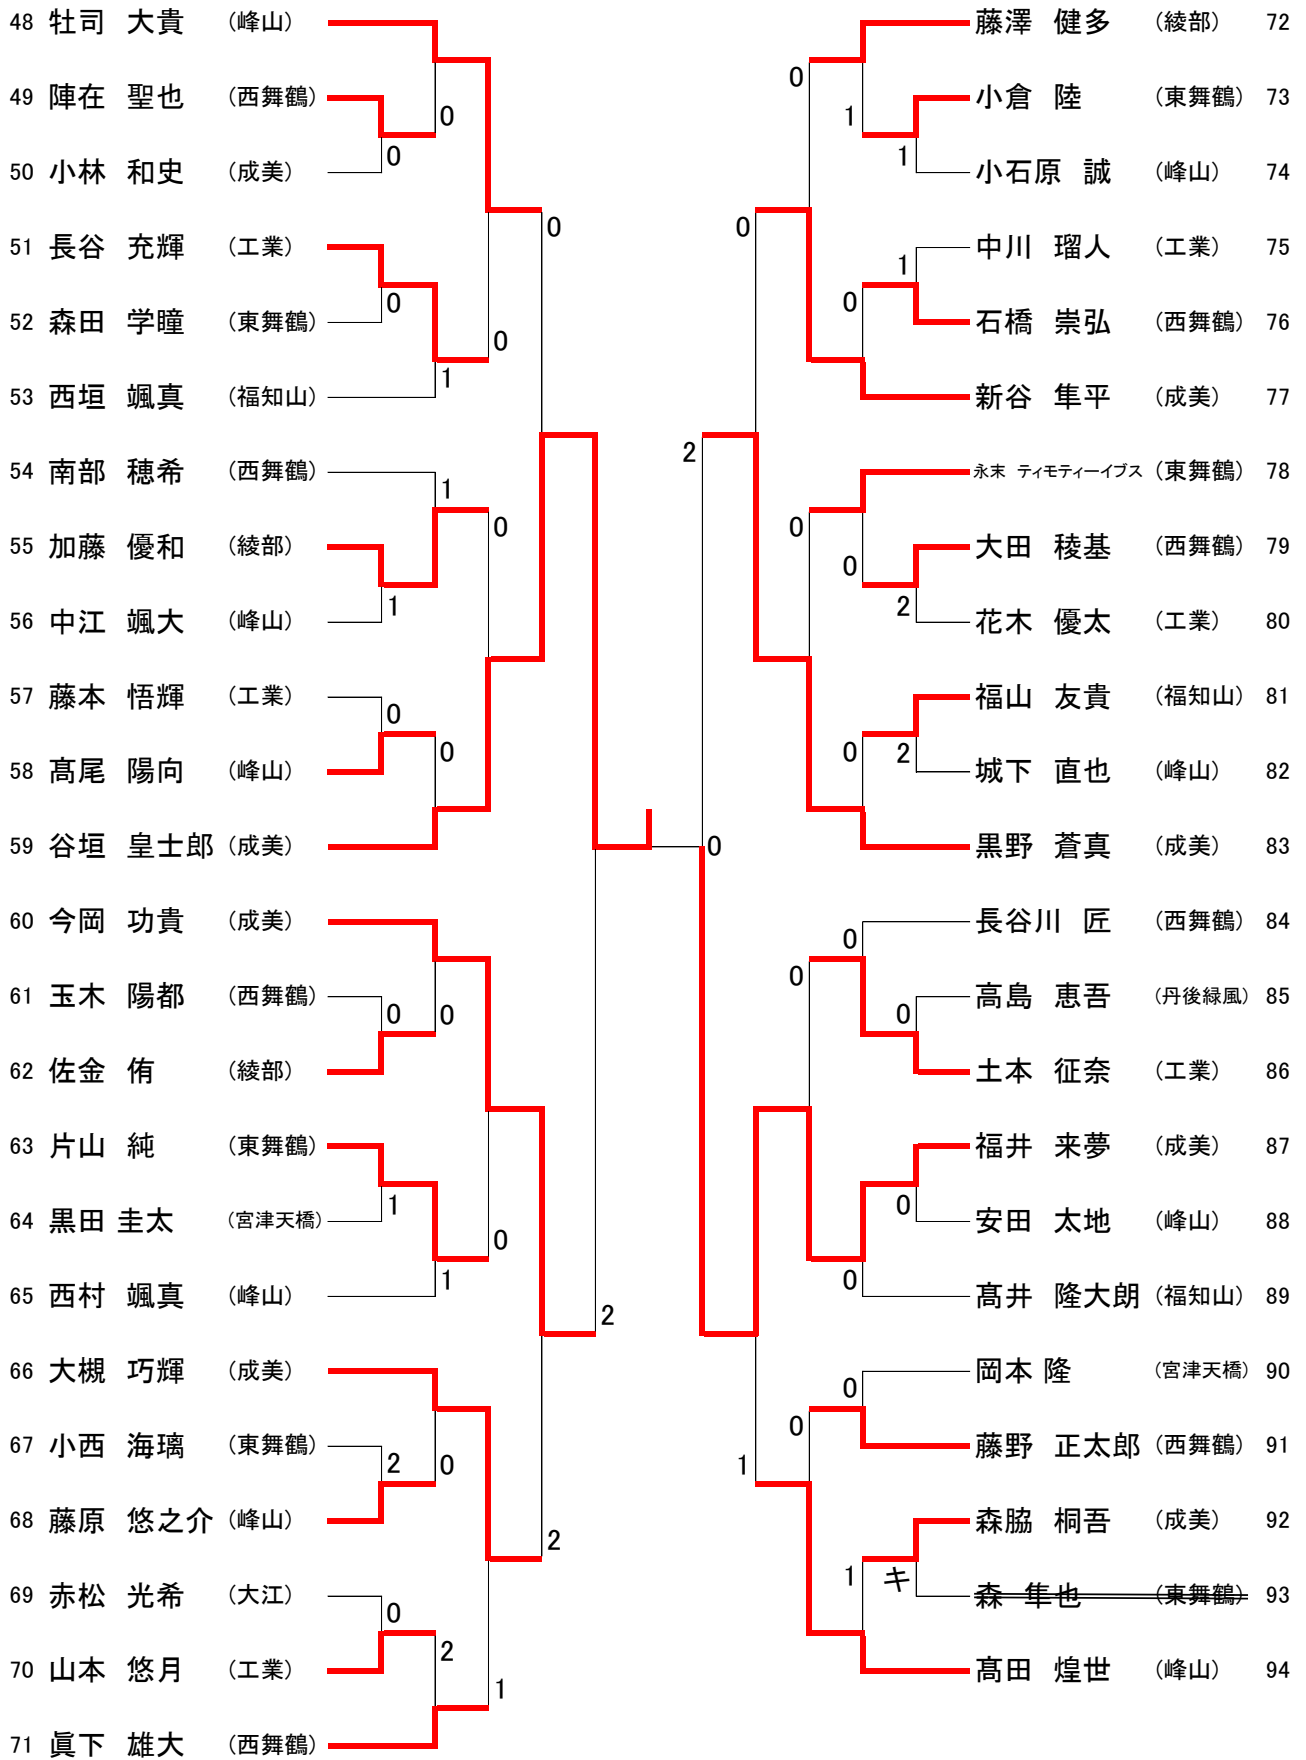 48 牡司 大貴 (峰山)
49 陣在 聖也 (西舞鶴)
50 小林 和史 (成美)
51 長谷 充輝 (工業)
52 森田 学瞳 (東舞鶴)
53 西垣 颯真 (福知山)
54 南部 穂希 (西舞鶴)
55 加藤 優和 (綾部)
56 中江 颯大 (峰山)
57 藤本 悟輝 (工業)
58 髙尾 陽向 (峰山)
59 谷垣 皇士郎 (成美)
60 今岡 功貴 (成美)
61 玉木 陽都 (西舞鶴)
62 佐金 侑 (綾部)
63 片山 純 (東舞鶴)
64 黒田 圭太 (宮津天橋)
65 西村 颯真 (峰山)
66 大槻 巧輝 (成美)
67 小西 海璃 (東舞鶴)
68 藤原 悠之介 (峰山)
69 赤松 光希 (大江)
70 山本 悠月 (工業)
71 眞下 雄大 (西舞鶴)
0
0
0
1
1
1
0
0
0
0
1
1
2
0
0
2
0
0
0
0
1
2
0
2
2
0
0
1
1
1
0
0
2
0
2
0
0
0
0
0
1
キ
0
0
0
0
0
1
2
0
藤澤 健多 (綾部) 72
小倉 陸 (東舞鶴) 73
小石原 誠 (峰山) 74
中川 瑠人 (工業) 75
石橋 崇弘 (西舞鶴) 76
新谷 隼平 (成美) 77
永末 ティモティーイブス (東舞鶴) 78
大田 稜基 (西舞鶴) 79
花木 優太 (工業) 80
福山 友貴 (福知山) 81
城下 直也 (峰山) 82
黒野 蒼真 (成美) 83
長谷川 匠 (西舞鶴) 84
高島 恵吾 (丹後緑風) 85
土本 征奈 (工業) 86
福井 来夢 (成美) 87
安田 太地 (峰山) 88
髙井 隆大朗 (福知山) 89
岡本 隆 (宮津天橋) 90
藤野 正太郎 (西舞鶴) 91
森脇 桐吾 (成美) 92
森 隼也 (東舞鶴) 93
髙田 煌世 (峰山) 94